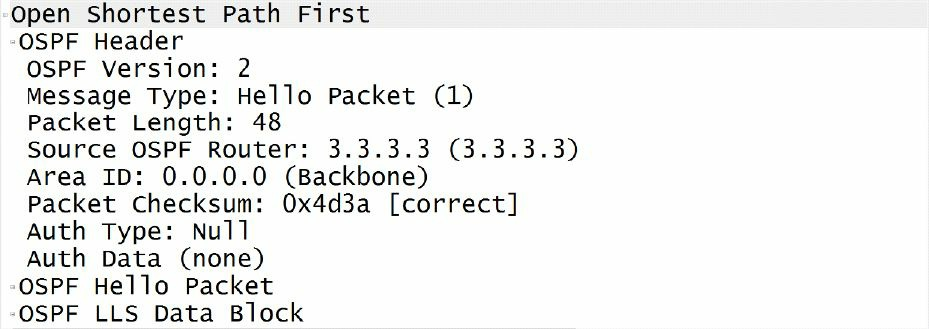 Open Shortest Path First
OSPF Header
OSPF Version: 2
Message Type: Hello Packet (1)
Packet Length: 48
Source OSPF Router: 3.3.3.3 (3.3.3.3)
Area ID: 0.0.0.0 (Backbone)
Packet Checksum: 0x4d3a [correct]
Auth Type: Null
Auth Data (none)
OSPF Hello Packet
OSPF LLS Data Block